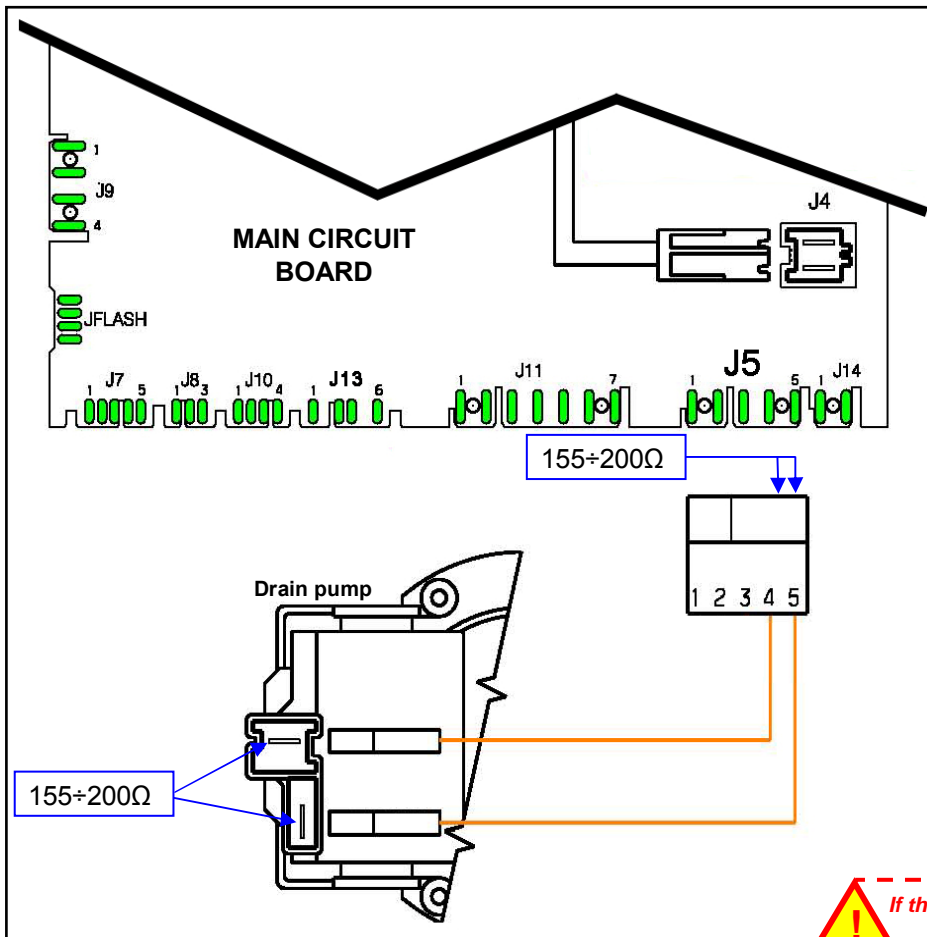 J4
1
J9
4
MAIN CIRCUIT
BOARD
JFLASH
J7 J8 J10 J13 J11 J5 J14
1 5 1 3 1 4 1 6 1 7 1 5 1
155÷200Ω
Drain pump
1 2 3 4 5
155÷200Ω
! If th